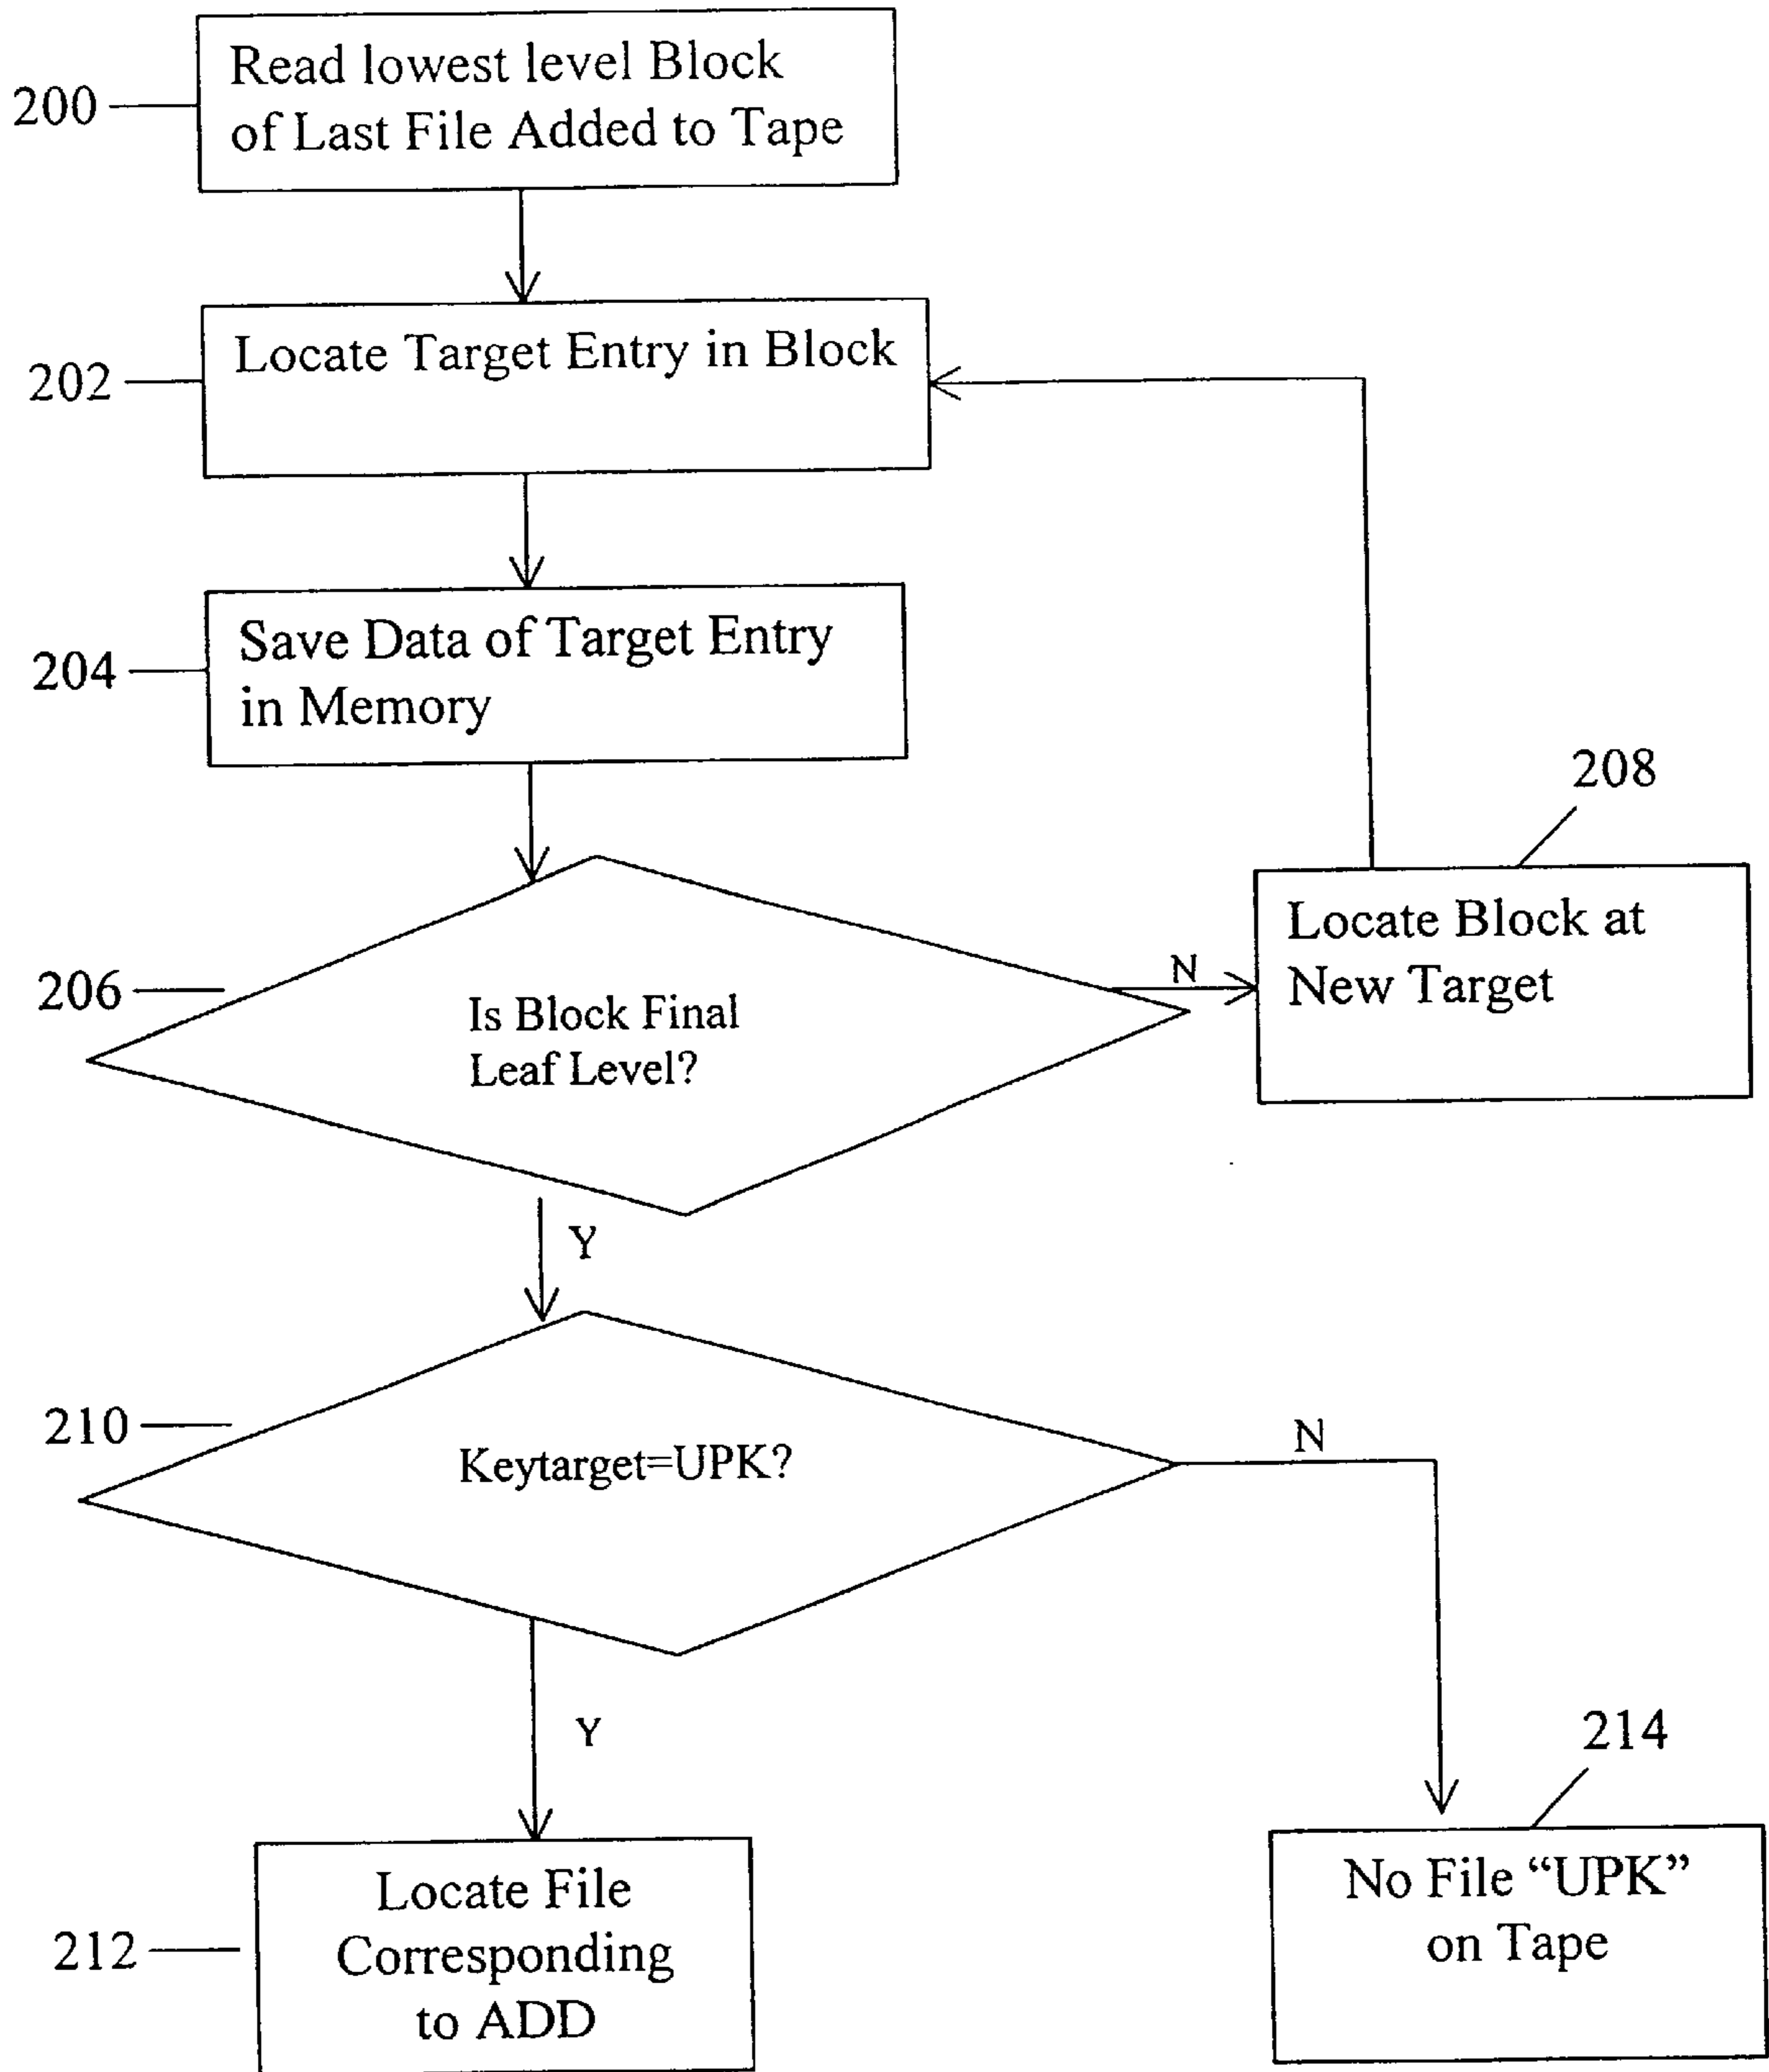 Read lowest level Block
200
of Last File Added to Tape
Locate Target Entry in Block
202
Save Data of Target Entry
204
in Memory
208
Locate Block at
New Target
206
N
Is Block Final
Leaf Level?
Y
210
Keytarget=UPK?
N
Y
214
Locate File
212
Corresponding
to ADD
No File “UPK”
on Tape